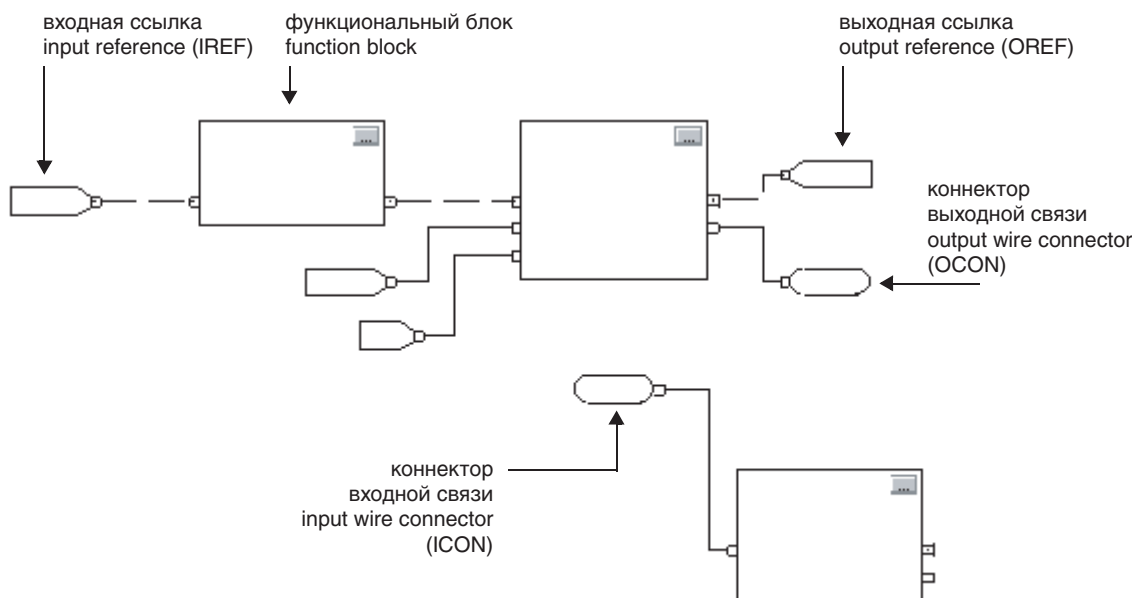 входная ссылка
input reference (IREF)
функциональный блок
function block
выходная ссылка
output reference (OREF)
...
...
коннектор
выходной связи
output wire connector
(OCON)
коннектор
входной связи
input wire connector
(ICON)
...